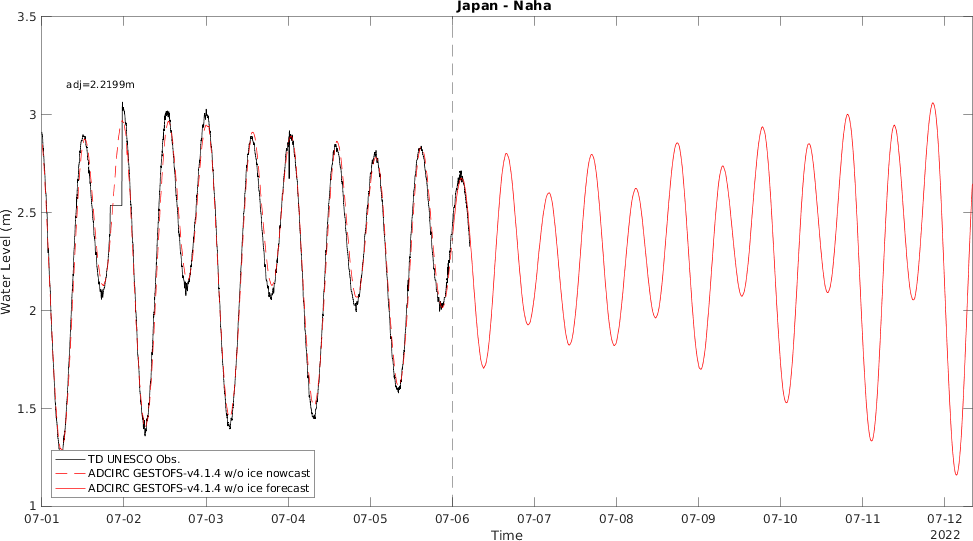 Japan - Naha
adj=2.2199m
3.5
3
2.5
2
1.5
1
Water Level (m)
TD UNESCO Obs.
ADCIRC GESTOFS-v4.1.4 w/o ice nowcast
ADCIRC GESTOFS-v4.1.4 w/o ice forecast
07-01 07-02 07-03 07-04 07-05 07-06 07-07 07-08 07-09 07-10 07-11 07-12
Time
2022